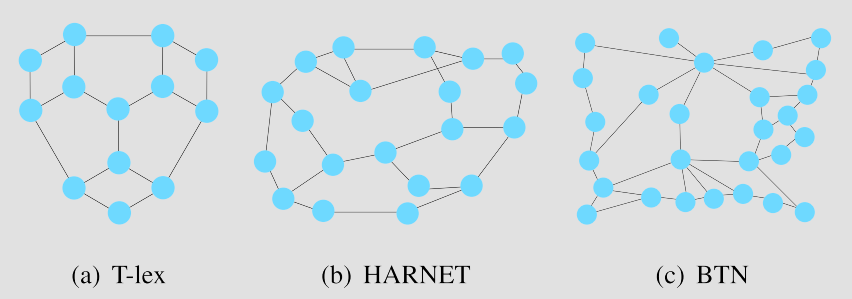 (a) T-lex (b) HARNET (c) BTN